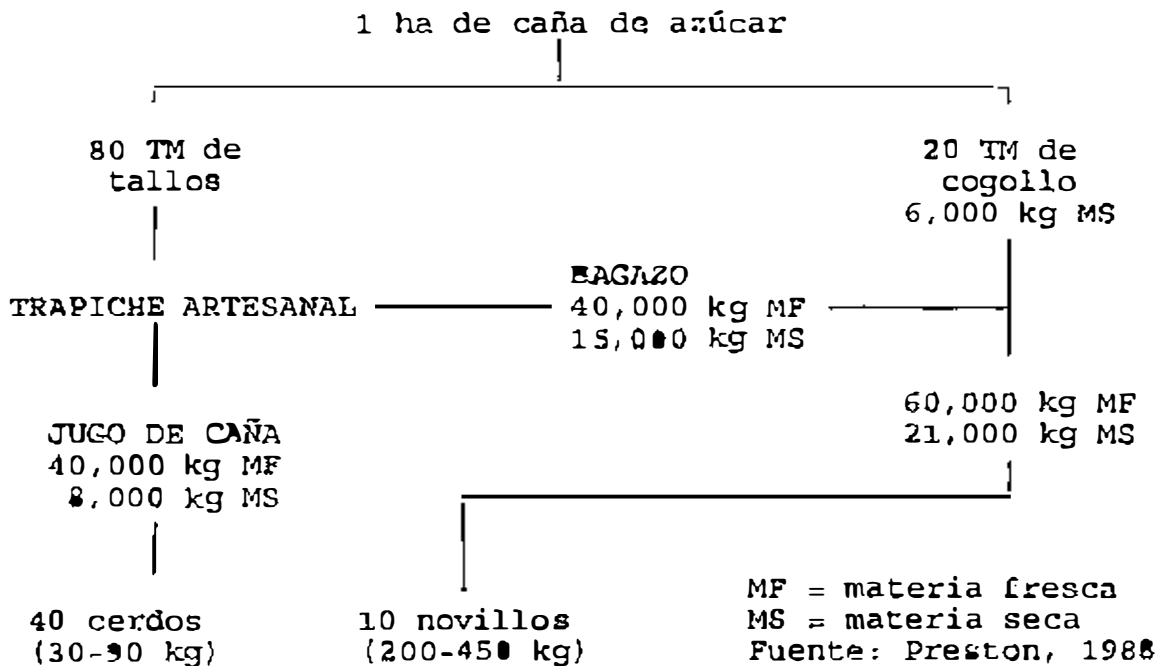 1 ha de caña de azúcar
80 TM de
tallos
20 TM de
cogollo
6,000 kg MS
TRAPICHE ARTESANAL
BAGAZO
40,000 kg MF
15,000 kg MS
60,000 kg MF
21,000 kg MS
JUGO DE CAÑA
40,000 kg MF
8,000 kg MS
40 cerdos
(30-90 kg)
10 novillos
(200-450 kg)
MF = materia fresca
MS = materia seca
Fuente: Preston, 1988